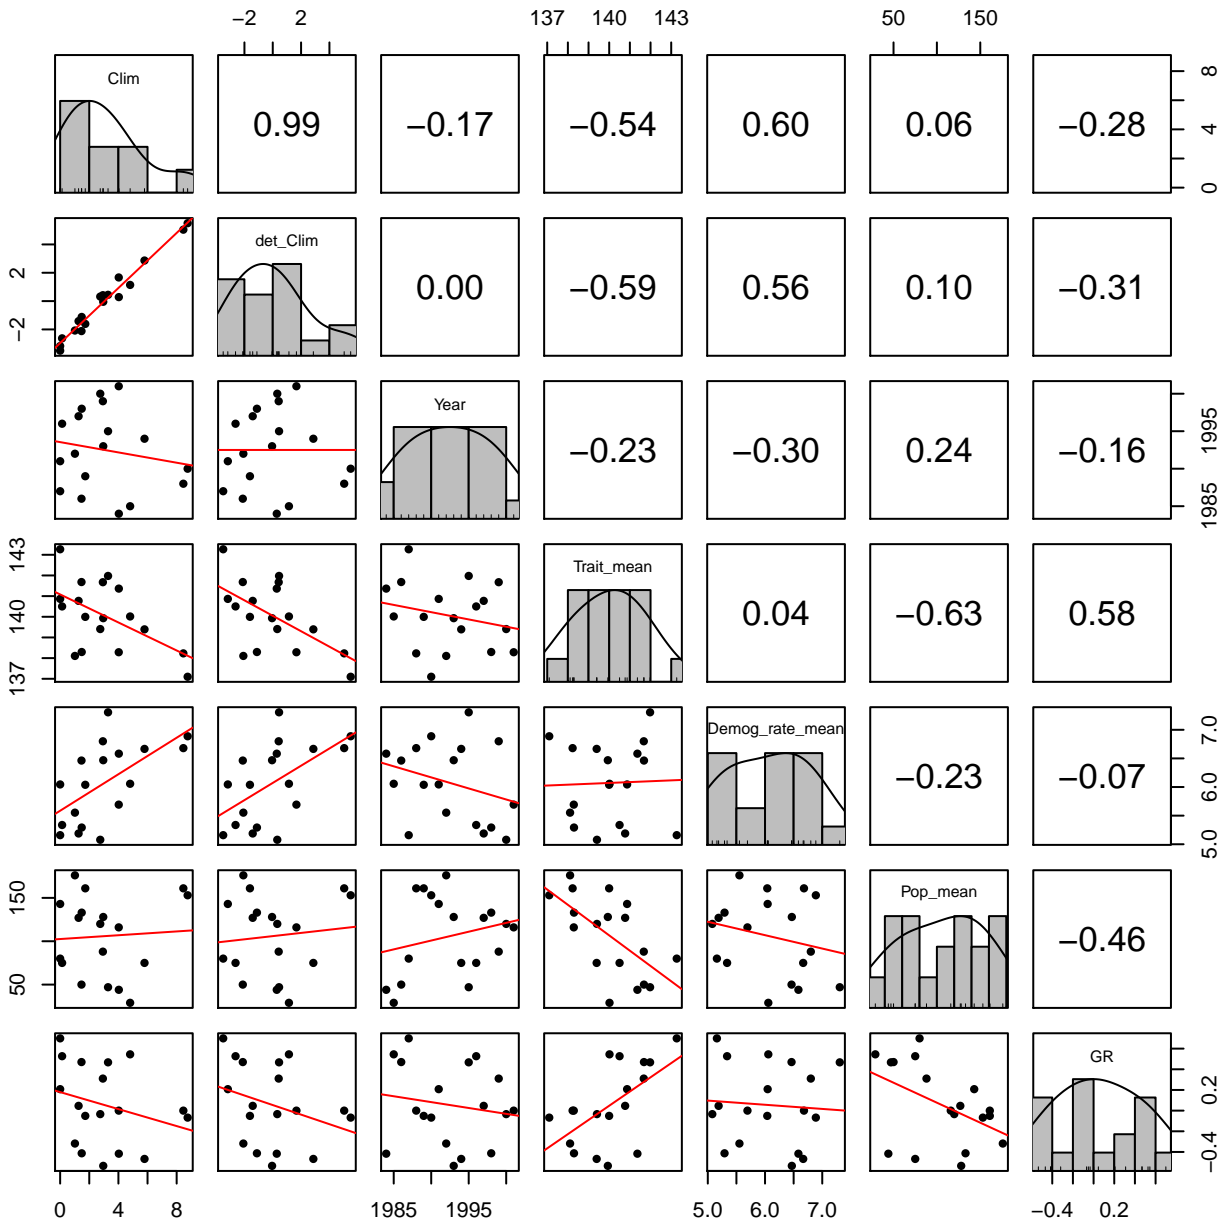 −2 2 137 140 143 50 150
Clim 0.99 −0.17 −0.54 0.60 0.06 −0.28 0 4 8
−2 2 det_Clim 0.00 −0.59 0.56 0.10 −0.31
Year −0.23 −0.30 0.24 −0.16 1985 1995
137 140 143 Trait_mean 0.04 −0.63 0.58
Demog_rate_mean −0.23 −0.07 5.0 6.0 7.0
50 150 Pop_mean −0.46
GR −0.4 0.2
0 4 8 1985 1995 5.0 6.0 7.0 −0.4 0.2